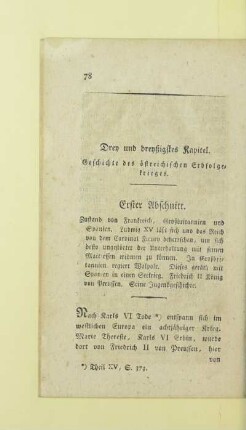 78
Drey und dreyßigstes Kapitel.
Geschichte des östreichischen Erbfolge-
krieges.
Erster Abschnitt.
Zustand von Frankreich, Großbritannien und
Spanien. Ludwig XV läßt sich und das Reich
von dem Cardinal Fleury beherrschen, um sich
desto ungestörter der Unterhaltung mit seinen
Maetressen widmen zu können. In Großbri-
tannien regiert Walpole. Dieses geräth mit
Spanien in einen Seekrieg. Friedrich II König
von Preussen. Seine Jugendgeschichte.
Nach Karls VI Tode *) entspann sich im
westlichen Europa ein achtjähriger Krieg.
Marie Theresie, Karls VI Erbin, wurde
dort von Friedrich II von Preussen, hier
von
*) Theil XV, S. 373.